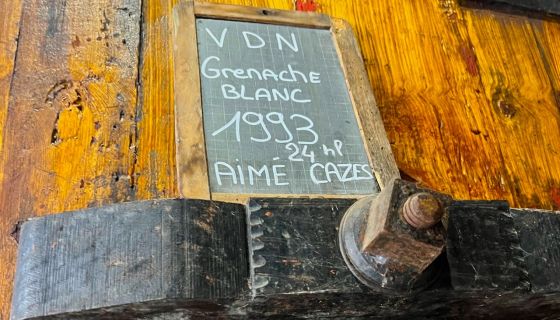 VDN
Grenache
BLANC
1993
24 hl
AIMÉ CAZES